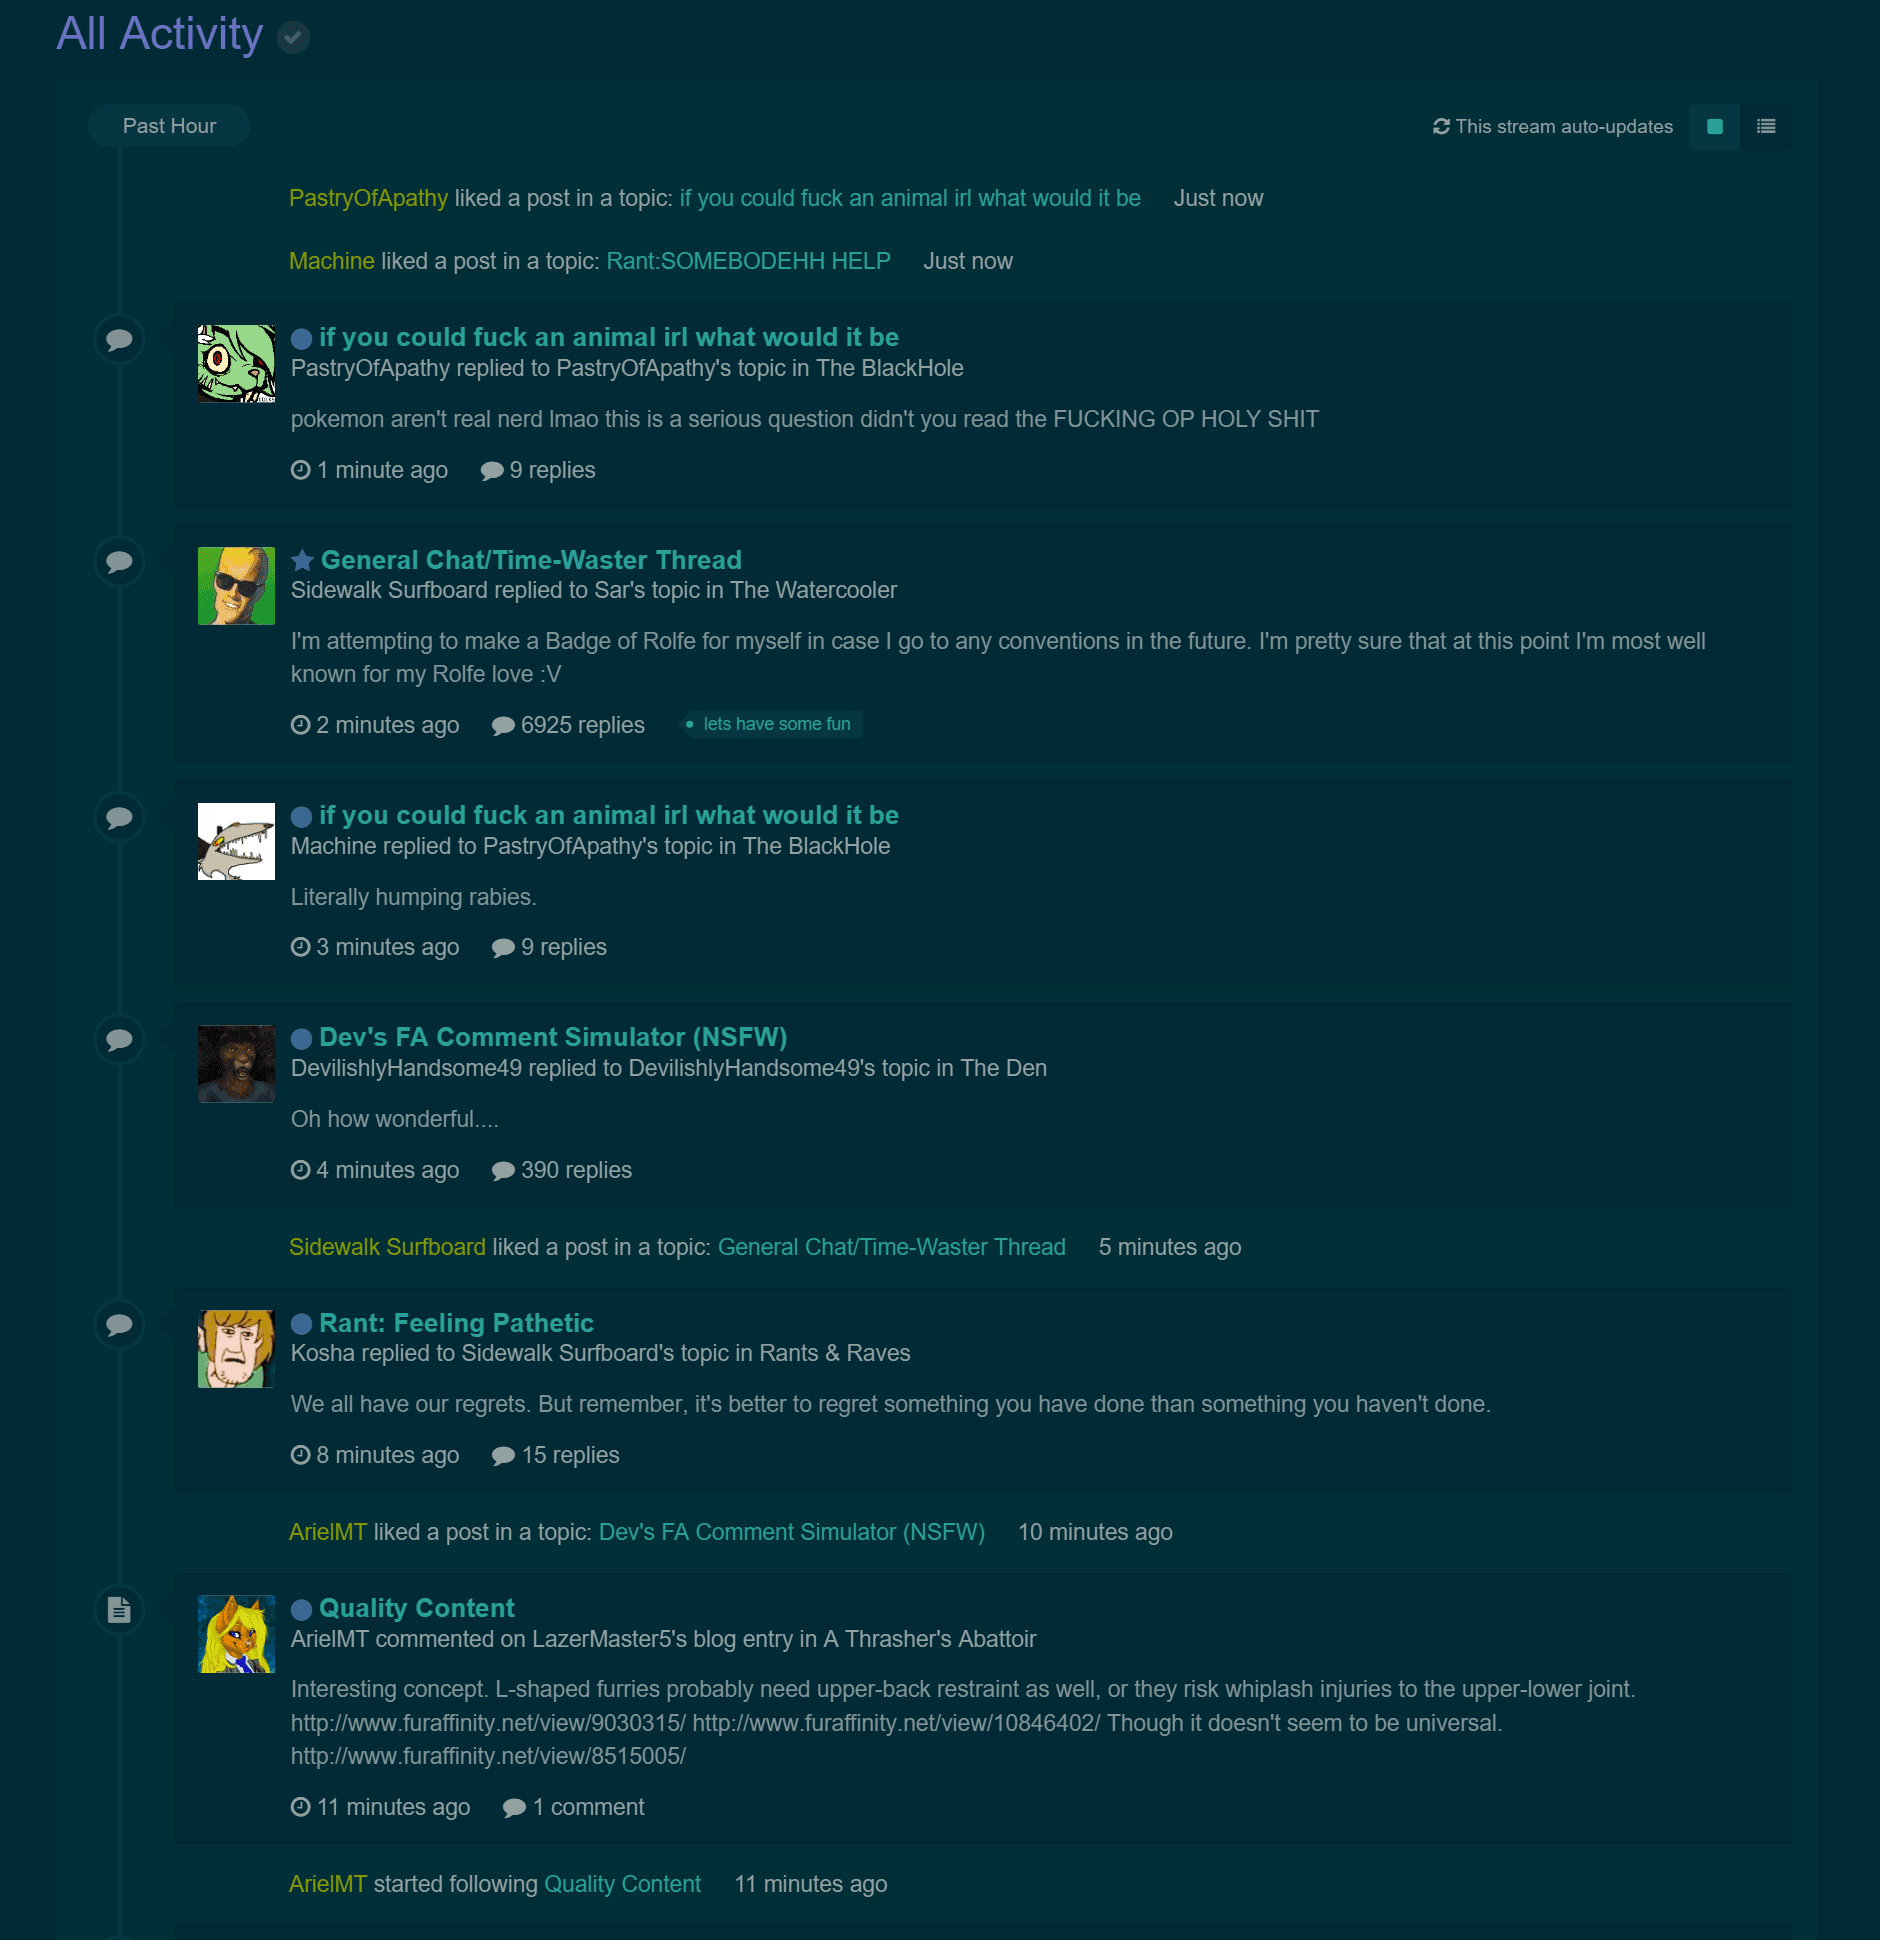 All Activity
Past Hour
This stream auto-updates
PastryOfApathy liked a post in a topic: if you could fuck an animal irl what would it be Just now
Machine liked a post in a topic: Rant:SOMEBODEHH HELP Just now
if you could fuck an animal irl what would it be
PastryOfApathy replied to PastryOfApathy's topic in The BlackHole
pokemon aren't real nerd lmao this is a serious question didn't you read the FUCKING OP HOLY SHIT
1 minute ago 9 replies
General Chat/Time-Waster Thread
Sidewalk Surfboard replied to Sar's topic in The Watercooler
I'm attempting to make a Badge of Rolfe for myself in case I go to any conventions in the future. I'm pretty sure that at this point I'm most well
known for my Rolfe love :V
2 minutes ago 6925 replies lets have some fun
if you could fuck an animal irl what would it be
Machine replied to PastryOfApathy's topic in The BlackHole
Literally humping rabies.
3 minutes ago 9 replies
Dev's FA Comment Simulator (NSFW)
DevilishlyHandsome49 replied to DevilishlyHandsome49's topic in The Den
Oh how wonderful....
4 minutes ago 390 replies
Sidewalk Surfboard liked a post in a topic: General Chat/Time-Waster Thread 5 minutes ago
Rant: Feeling Pathetic
Kosha replied to Sidewalk Surfboard's topic in Rants & Raves
We all have our regrets. But remember, it's better to regret something you have done than something you haven't done.
8 minutes ago 15 replies
ArielMT liked a post in a topic: Dev's FA Comment Simulator (NSFW) 10 minutes ago
Quality Content
ArielMT commented on LazerMaster5's blog entry in A Thrasher's Abattoir
Interesting concept. L-shaped furries probably need upper-back restraint as well, or they risk whiplash injuries to the upper-lower joint.
http://www.furaffinity.net/view/9030315/ http://www.furaffinity.net/view/10846402/ Though it doesn't seem to be universal.
http://www.furaffinity.net/view/8515005/
11 minutes ago 1 comment
ArielMT started following Quality Content 11 minutes ago